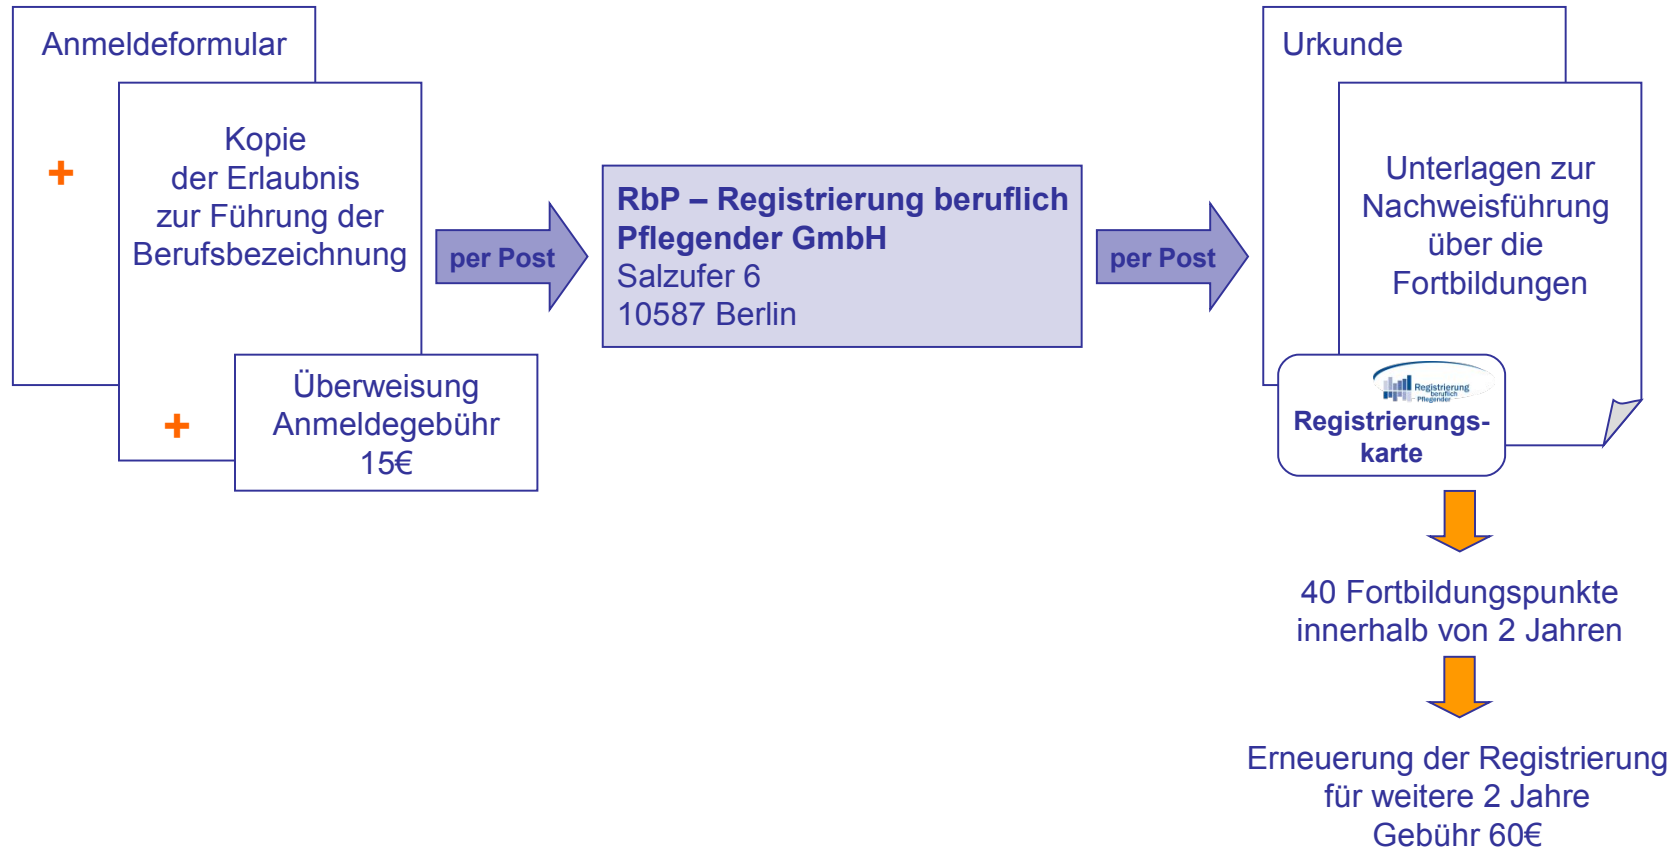 Anmeldeformular
+
Kopie
der Erlaubnis
zur Führung der
Berufsbezeichnung
+
Überweisung
Anmeldegebühr
15€
per Post
RbP – Registrierung beruflich
Pflegender GmbH
Salzufer 6
10587 Berlin
per Post
Urkunde
Unterlagen zur
Nachweisführung
über die
Fortbildungen
Registrierung
beruflich
Pflegender
Registrierungs-
karte
40 Fortbildungspunkte
innerhalb von 2 Jahren
Erneuerung der Registrierung
für weitere 2 Jahre
Gebühr 60€